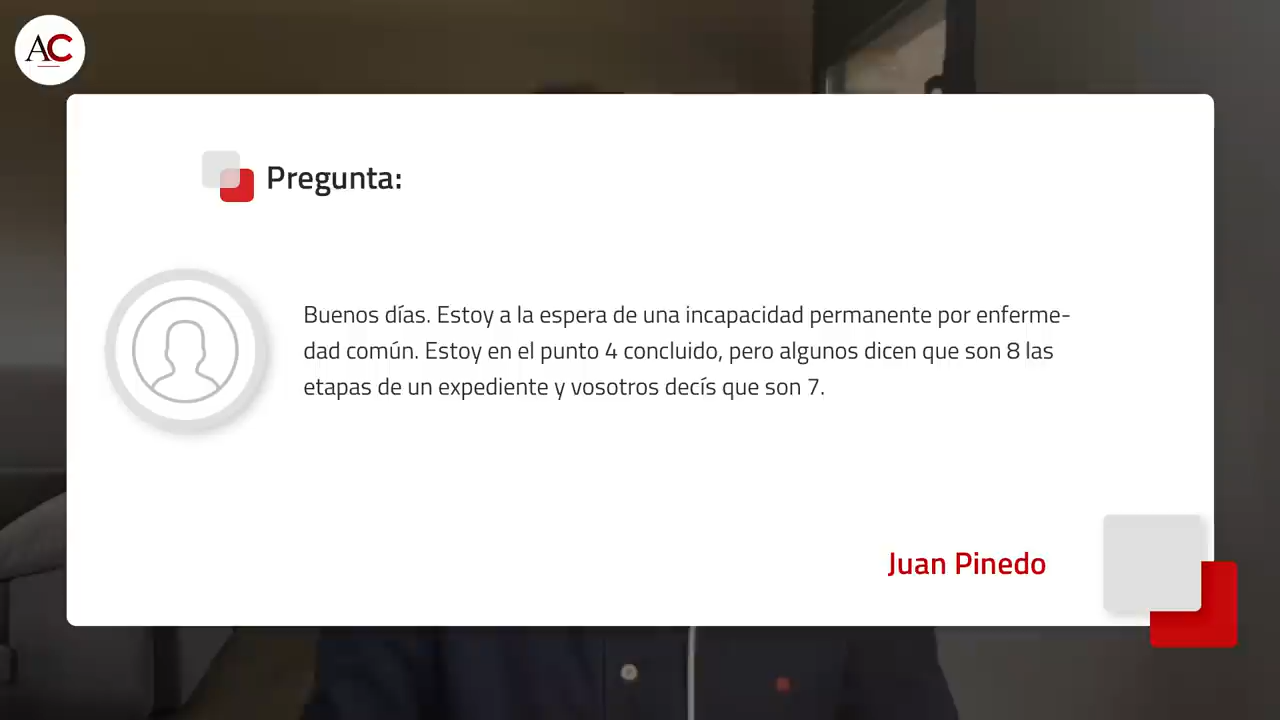 AC
Pregunta:
Buenos días. Estoy a la espera de una incapacidad permanente por enferme-
dad común. Estoy en el punto 4 concluido, pero algunos dicen que son 8 las
etapas de un expediente y vosotros decís que son 7.
Juan Pinedo